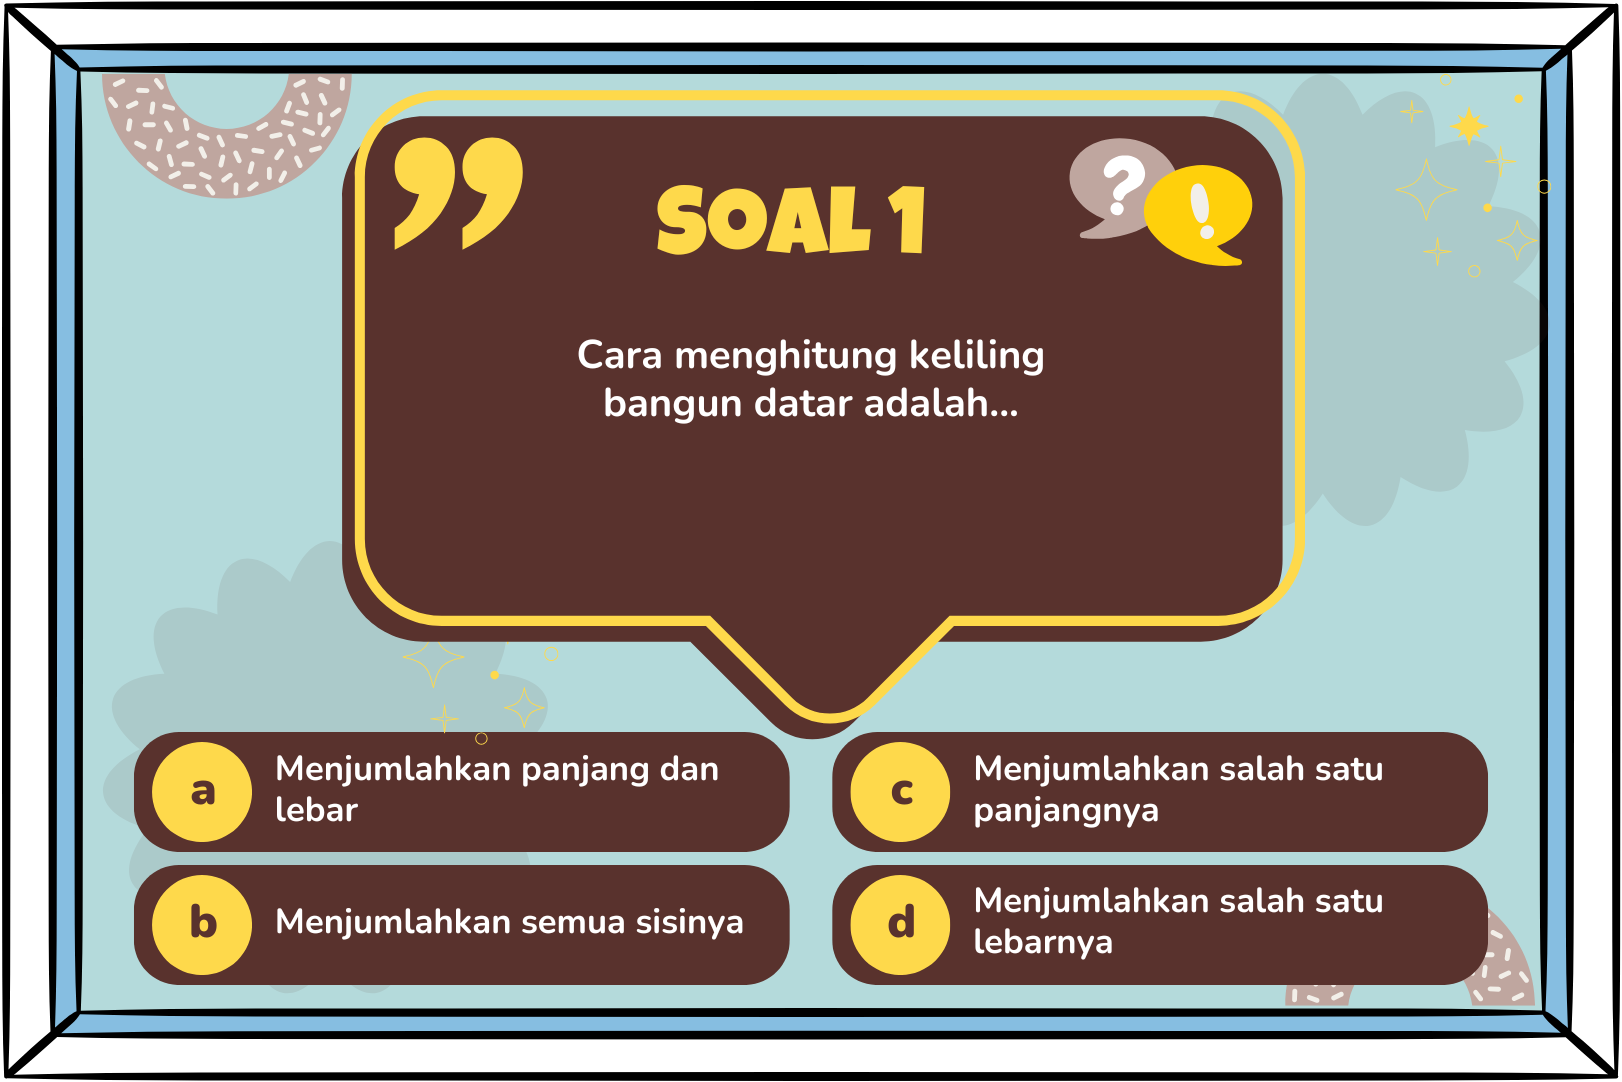 SOAL 1
Cara menghitung keliling
bangun datar adalah...
a
Menjumlahkan panjang dan
lebar
b
Menjumlahkan semua sisinya
c
Menjumlahkan salah satu
panjangnya
d
Menjumlahkan salah satu
lebarnya